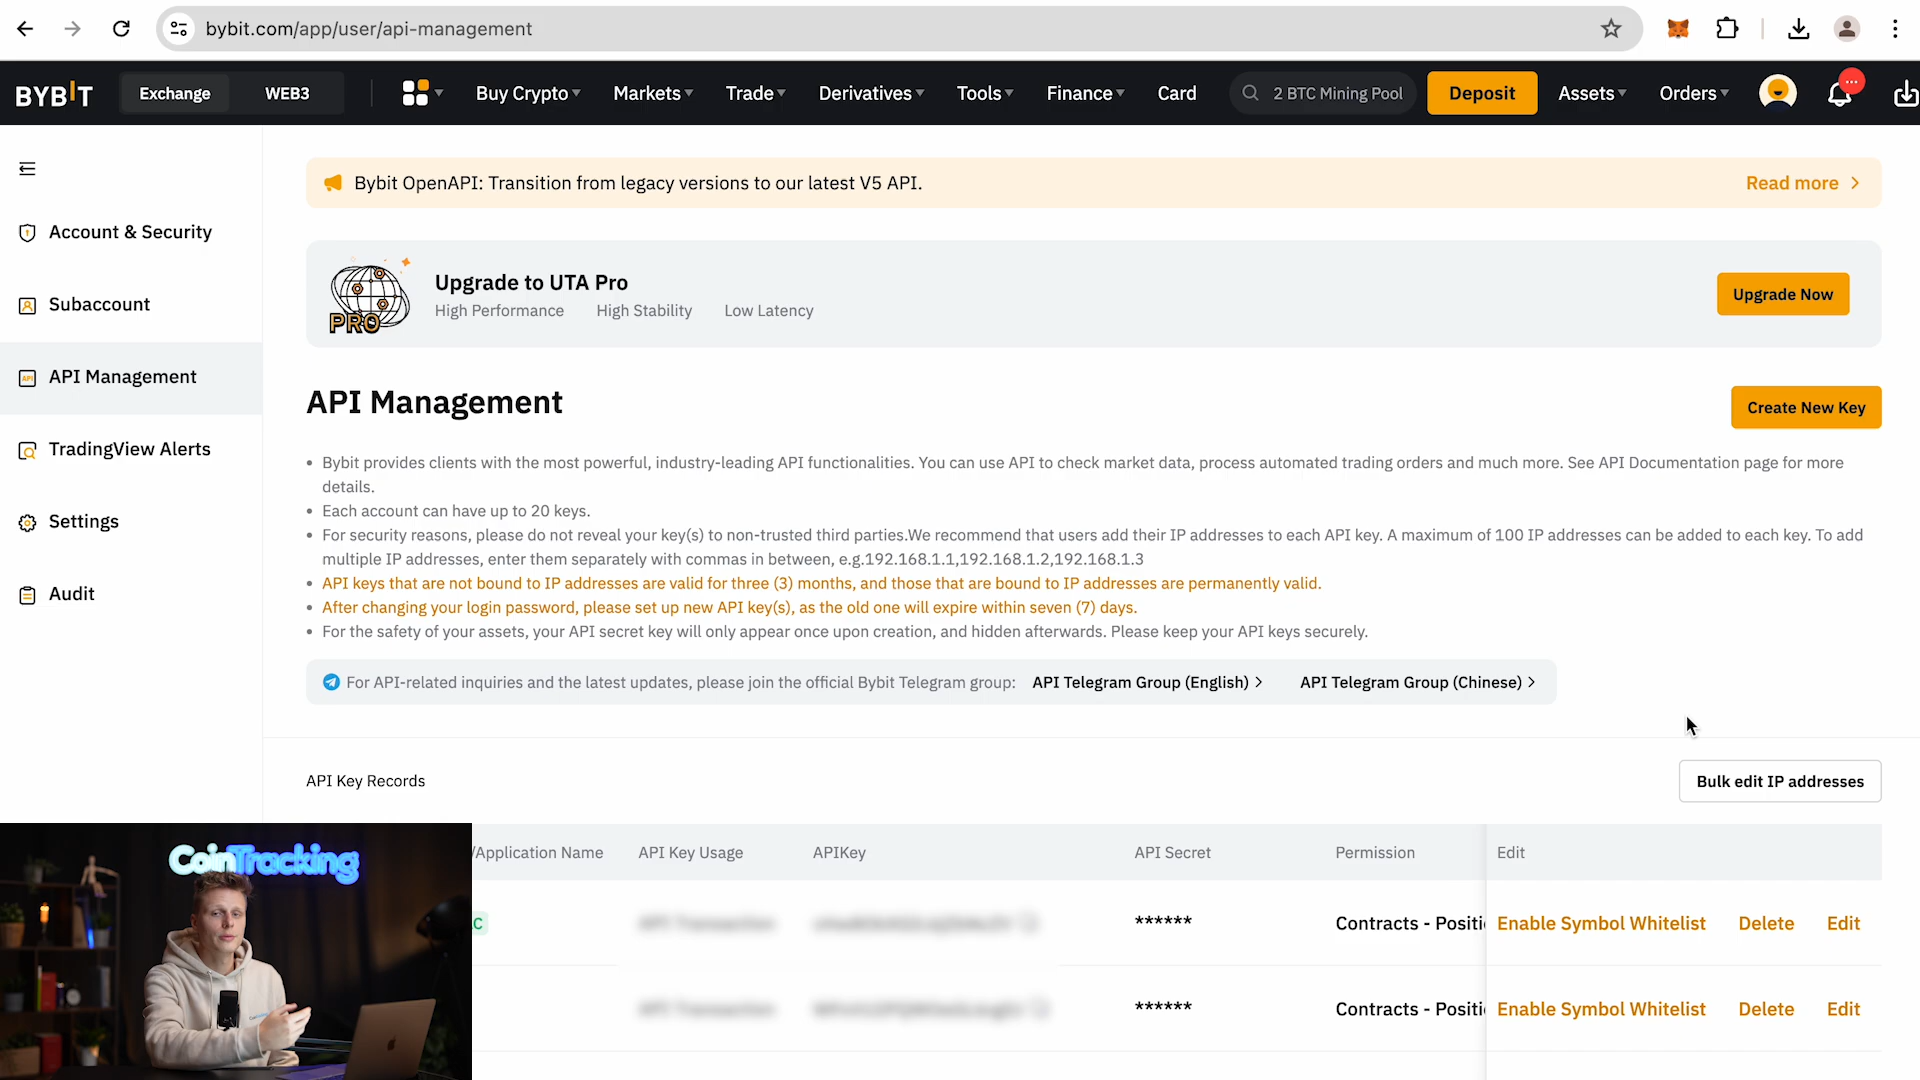 bybit.com/app/user/api-management
BYBIT
Exchange
WEB3
Buy Crypto
Markets
Trade
Derivatives
Tools
Finance
Card
2 BTC Mining Pool
Deposit
Assets
Orders
Account & Security
Subaccount
API
API Management
TradingView Alerts
Settings
Audit
Bybit OpenAPI: Transition from legacy versions to our latest V5 API.
Read more
PRO
Upgrade to UTA Pro
High Performance High Stability Low Latency
Upgrade Now
API Management
Create New Key
• Bybit provides clients with the most powerful, industry-leading API functionalities. You can use API to check market data, process automated trading orders and much more. See API Documentation page for more
details.
• Each account can have up to 20 keys.
• For security reasons, please do not reveal your key(s) to non-trusted third parties.We recommend that users add their IP addresses to each API key. A maximum of 100 IP addresses can be added to each key. To add
multiple IP addresses, enter them separately with commas in between, e.g.192.168.1.1,192.168.1.2,192.168.1.3
• API keys that are not bound to IP addresses are valid for three (3) months, and those that are bound to IP addresses are permanently valid.
• After changing your login password, please set up new API key(s), as the old one will expire within seven (7) days.
• For the safety of your assets, your API secret key will only appear once upon creation, and hidden afterwards. Please keep your API keys securely.
For API-related inquiries and the latest updates, please join the official Bybit Telegram group: API Telegram Group (English) > API Telegram Group (Chinese) >
API Key Records
Bulk edit IP addresses
/Application Name API Key Usage APIKey API Secret Permission Edit
C ****** Contracts - Positi Enable Symbol Whitelist Delete Edit
****** Contracts - Positi Enable Symbol Whitelist Delete Edit
CoinTracking